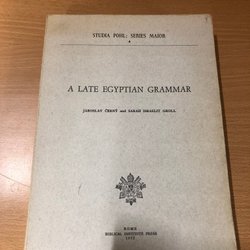 STUDIA POHL: SERIES MAIOR
A LATE EGYPTIAN GRAMMAR
JAROSLAV ČERNÝ and SARAH ISRAELIT GROLL
ROME
BIBLICAL INSTITUTE PRESS